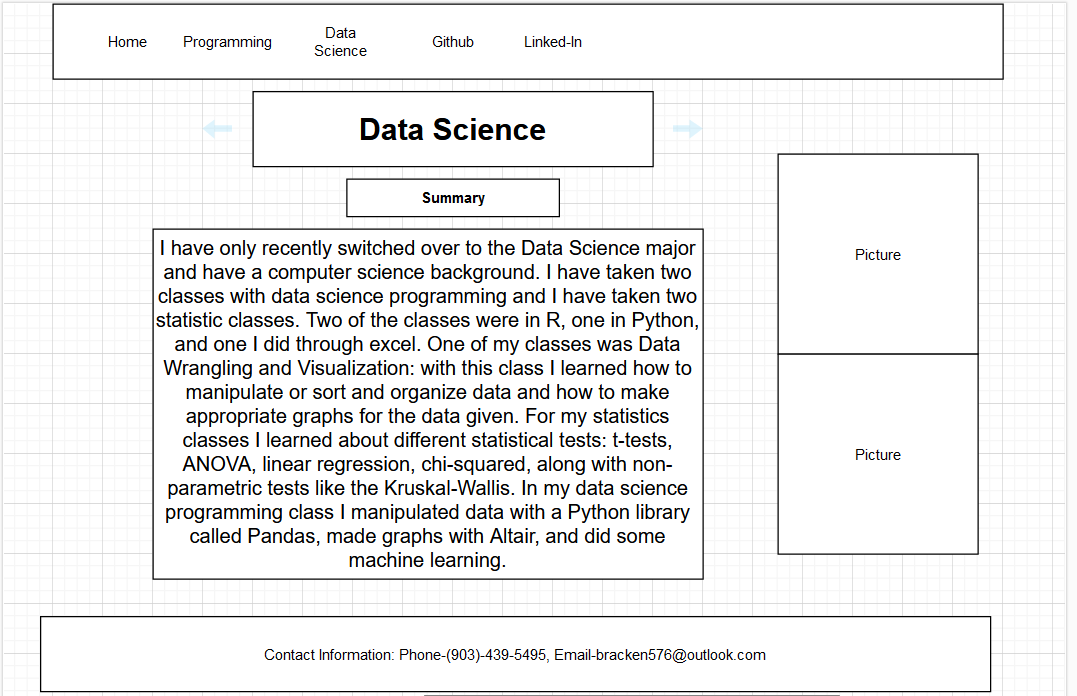 Home Programming Data Science Github Linked-In
Data Science
Summary
I have only recently switched over to the Data Science major
and have a computer science background. I have taken two
classes with data science programming and I have taken two
statistic classes. Two of the classes were in R, one in Python,
and one I did through excel. One of my classes was Data
Wrangling and Visualization: with this class I learned how to
manipulate or sort and organize data and how to make
appropriate graphs for the data given. For my statistics
classes I learned about different statistical tests: t-tests,
ANOVA, linear regression, chi-squared, along with non-
parametric tests like the Kruskal-Wallis. In my data science
programming class I manipulated data with a Python library
called Pandas, made graphs with Altair, and did some
machine learning.
Picture
Picture
Contact Information: Phone-(903)-439-5495, Email-bracken576@outlook.com